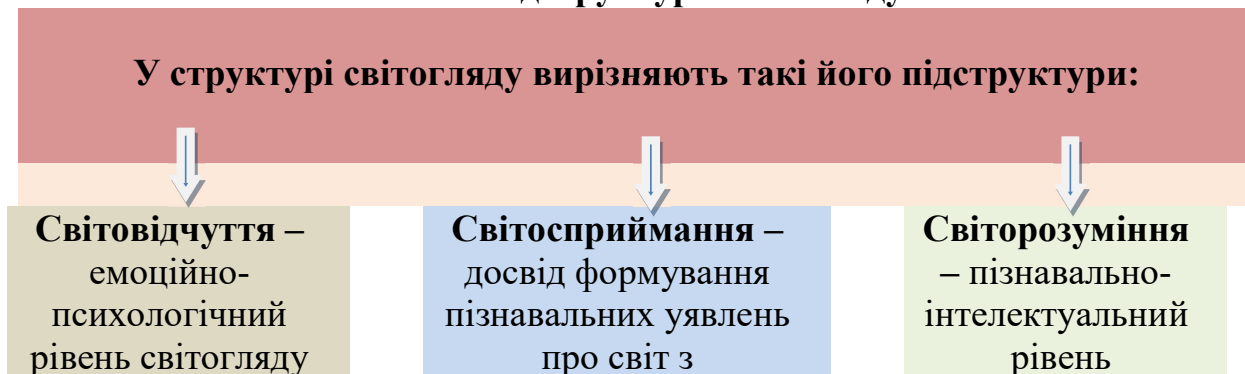 У структурі світогляду вирізняють такі його підструктури:
Світовідчуття –
емоційно-
психологічний
рівень світогляду
Світосприймання –
досвід формування
пізнавальних уявлень
про світ з
Світорозуміння
– пізнавально-
інтелектуальний
рівень